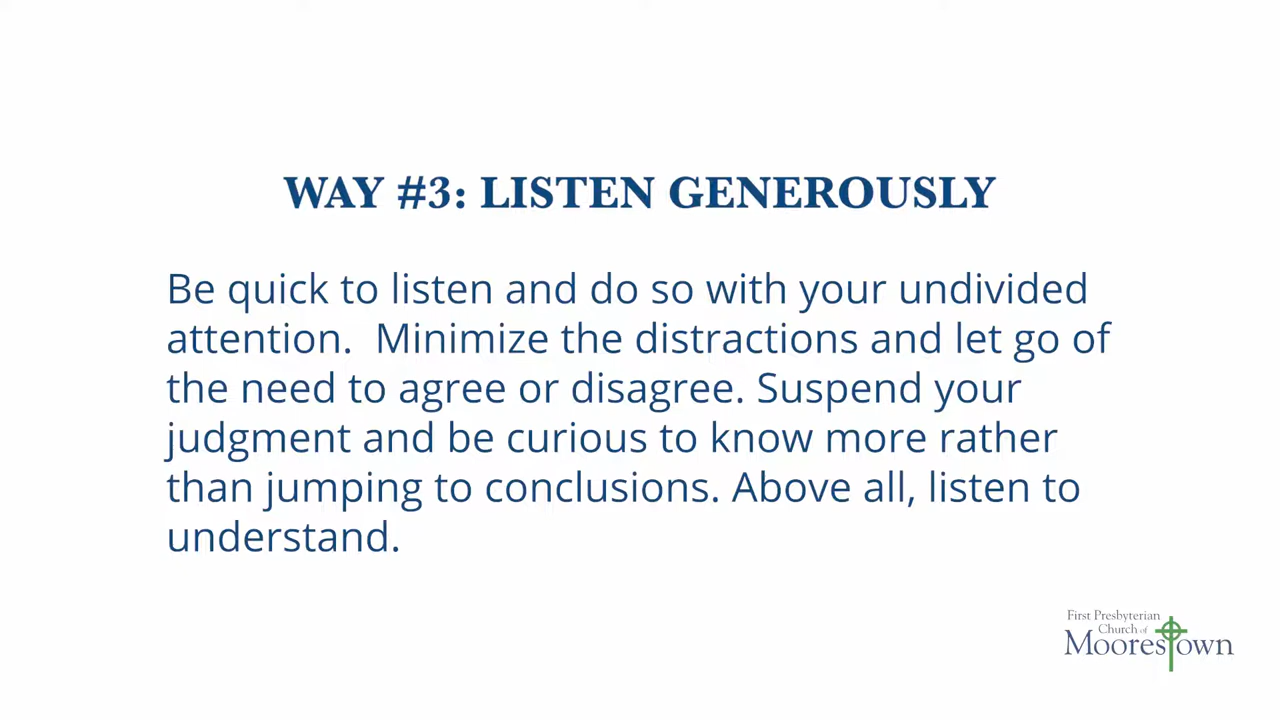 WAY #3: LISTEN GENEROUSLY
Be quick to listen and do so with your undivided
attention.  Minimize the distractions and let go of
the need to agree or disagree. Suspend your
judgment and be curious to know more rather
than jumping to conclusions. Above all, listen to
understand.
First Presbyterian
Church of
Moorestown